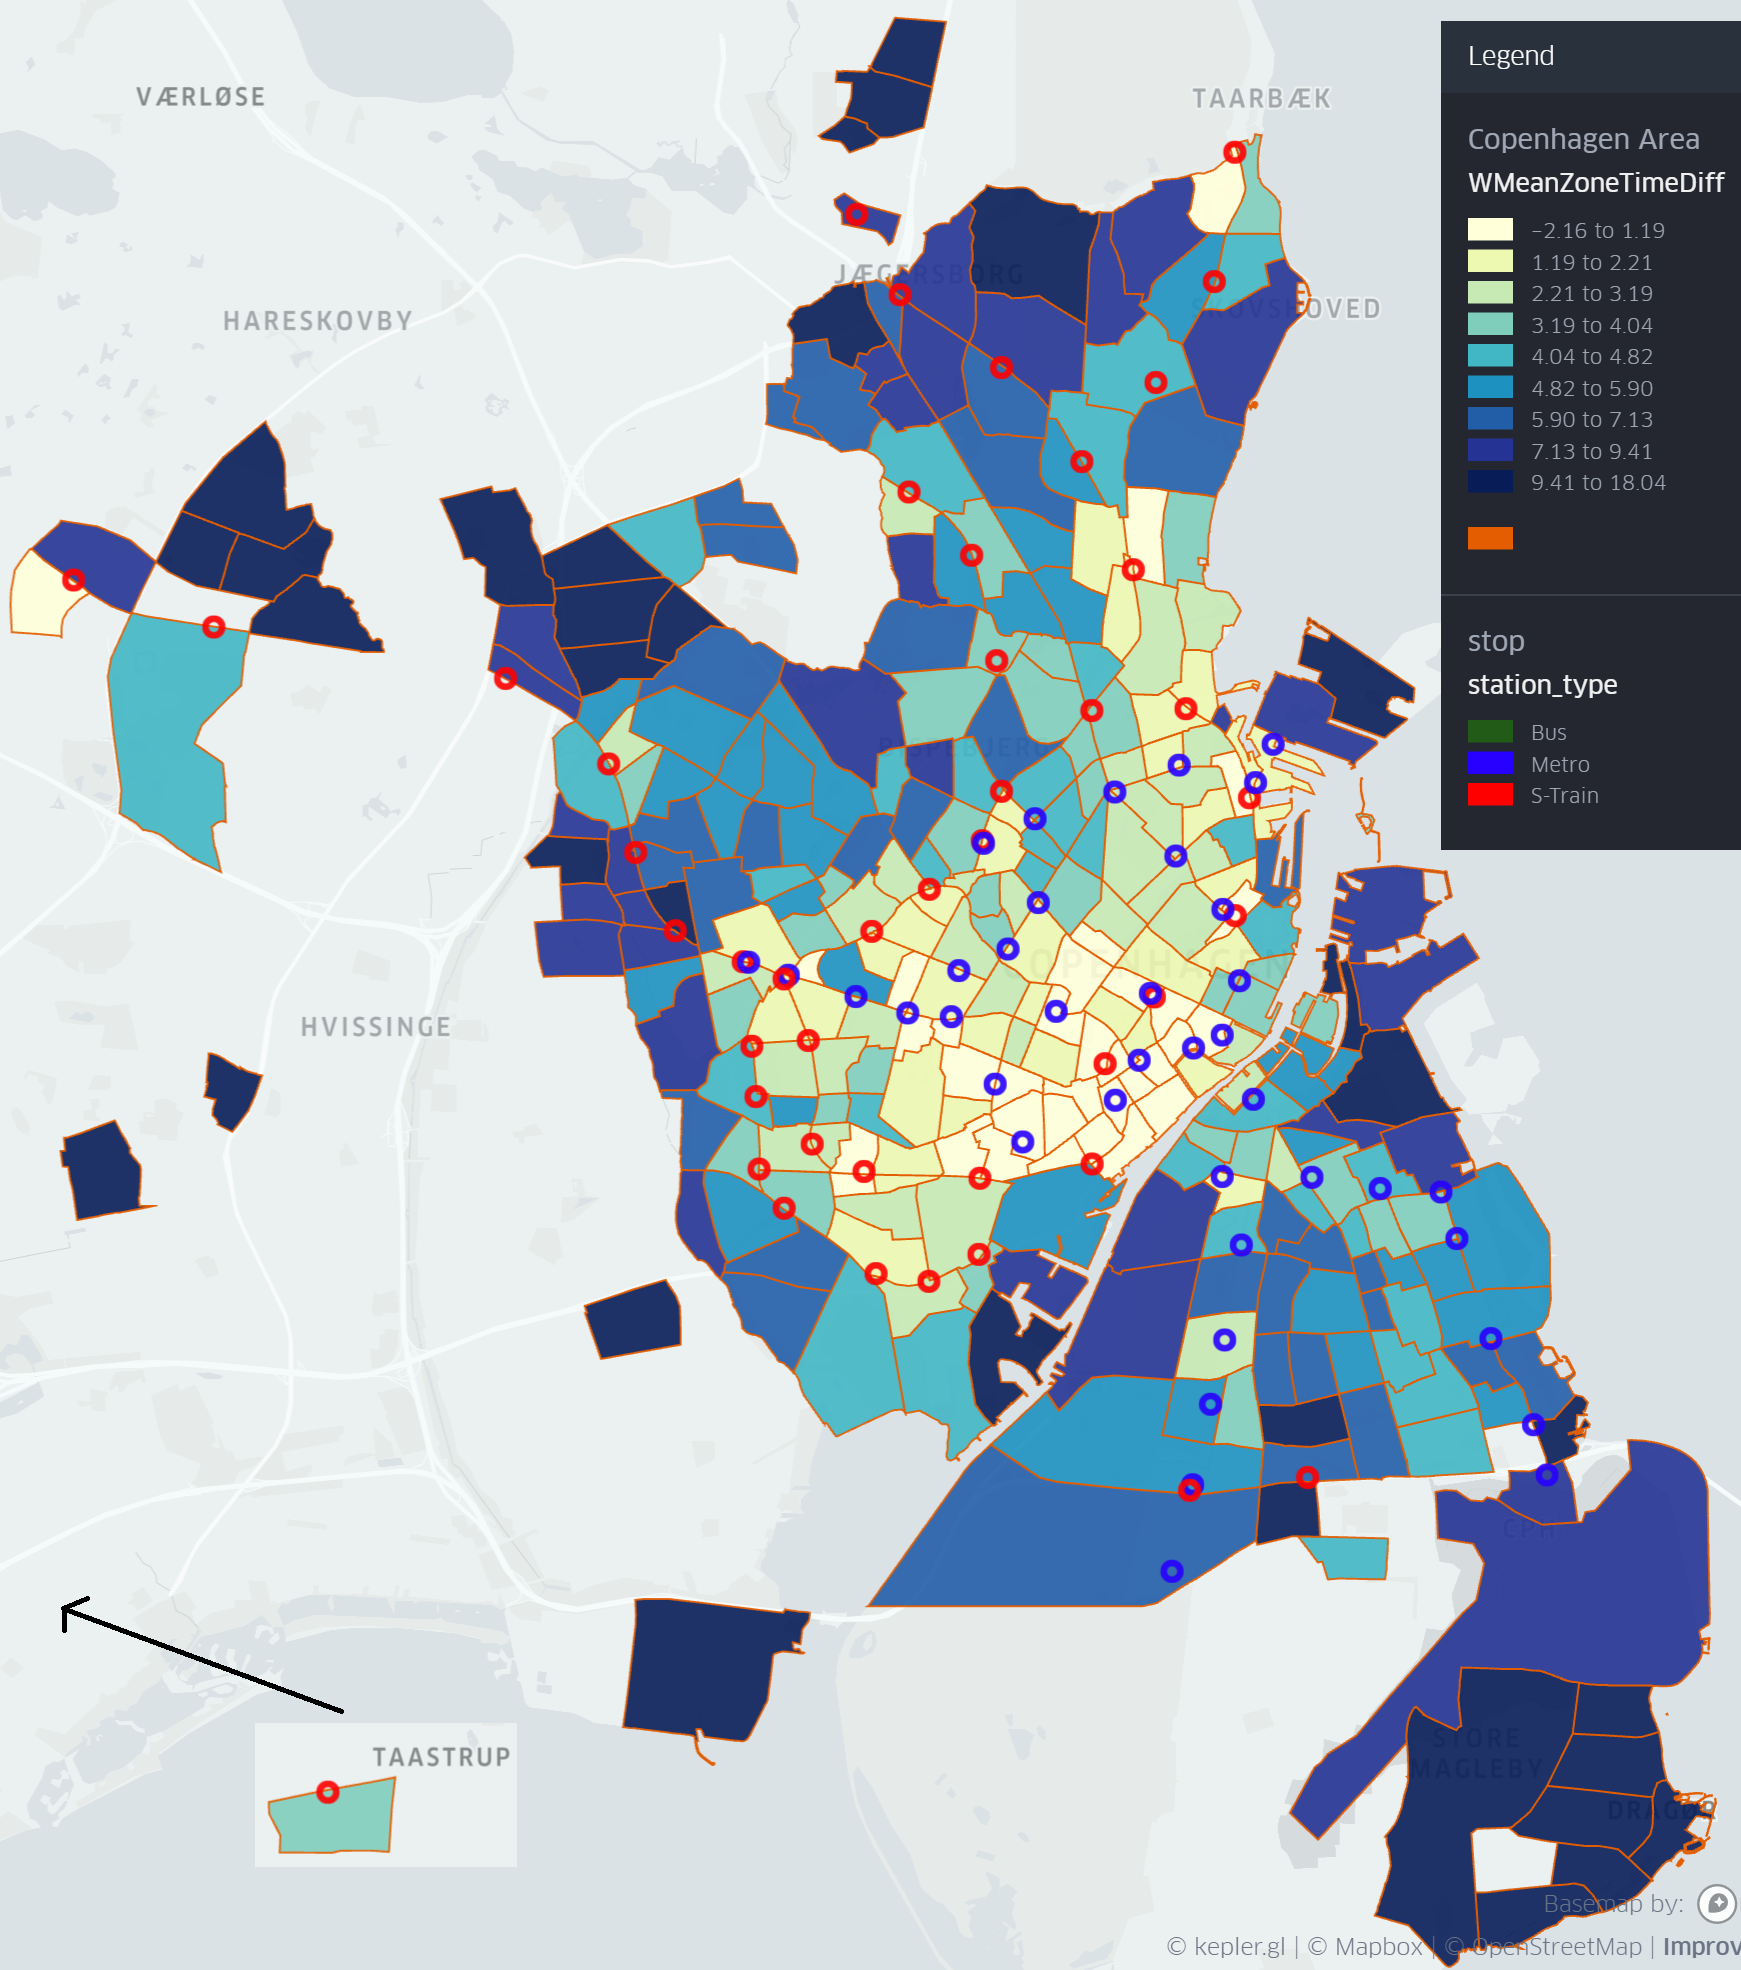 VÆRLØSE
TAARBÆK
JÆGERSBORG
HARESKOVBY
SKOVSHOVED
BISPEBJERG
COPENHAGEN
HVISSINGE
CPH
STORE
MAGLEBY
TAASTRUP
DRAGØR
Legend
Copenhagen Area
WMeanZoneTimeDiff
−2.16 to 1.19
1.19 to 2.21
2.21 to 3.19
3.19 to 4.04
4.04 to 4.82
4.82 to 5.90
5.90 to 7.13
7.13 to 9.41
9.41 to 18.04
stop
station_type
Bus
Metro
S-Train
Basemap by:
© kepler.gl | © Mapbox | © OpenStreetMap | Improv